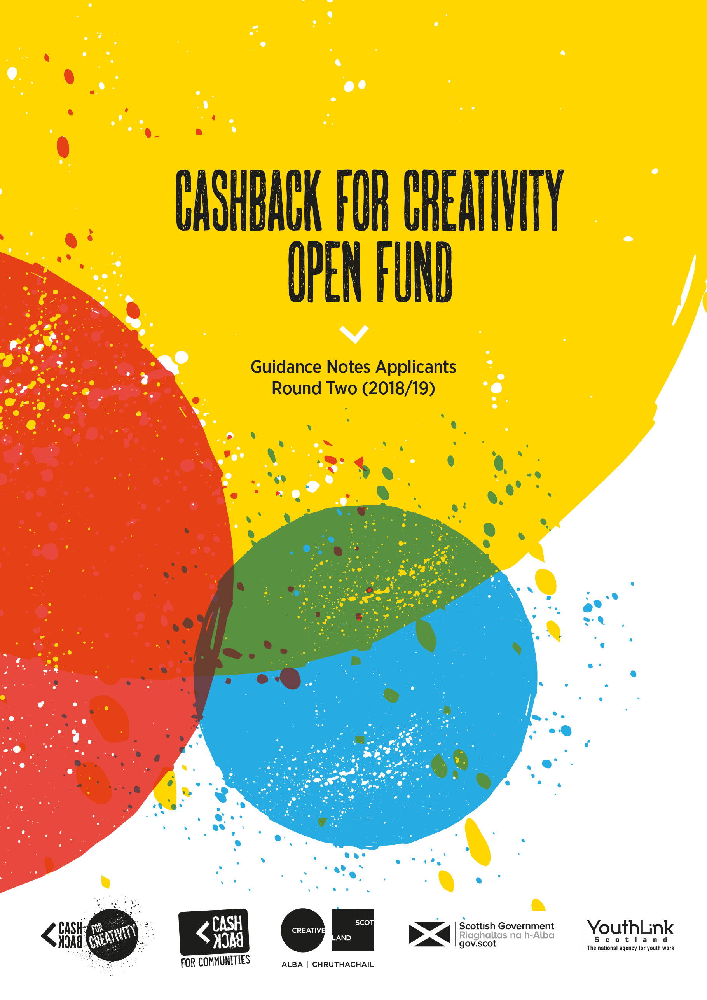 CASHBACK FOR CREATIVITY
OPEN FUND
Guidance Notes Applicants
Round Two (2018/19)
CASH
BACK
FOR
CREATIVITY
CASH
BACK
FOR COMMUNITIES
CREATIVE
SCOT
LAND
ALBA | CHRUTHACHAIL
Scottish Government
Riaghaltas na h-Alba
gov.scot
YouthLink
Scotland
The national agency for youth work